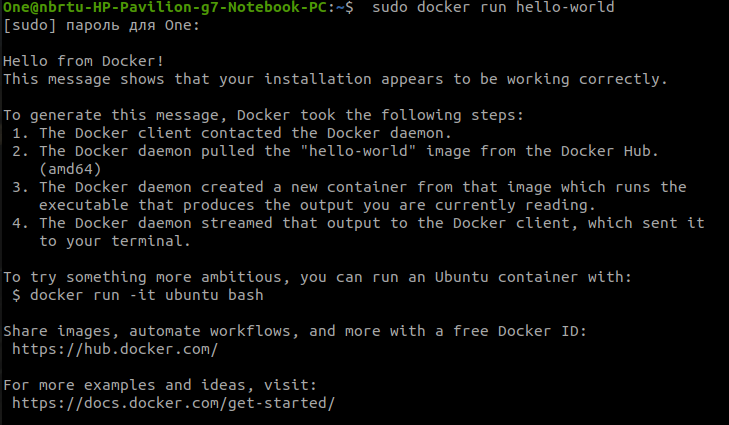 One@nbrtu-HP-Pavilion-g7-Notebook-PC:~$  sudo docker run hello-world
[sudo] пароль для One:

Hello from Docker!
This message shows that your installation appears to be working correctly.

To generate this message, Docker took the following steps:
 1. The Docker client contacted the Docker daemon.
 2. The Docker daemon pulled the "hello-world" image from the Docker Hub.
    (amd64)
 3. The Docker daemon created a new container from that image which runs the
    executable that produces the output you are currently reading.
 4. The Docker daemon streamed that output to the Docker client, which sent it
    to your terminal.

To try something more ambitious, you can run an Ubuntu container with:
 $ docker run -it ubuntu bash

Share images, automate workflows, and more with a free Docker ID:
 https://hub.docker.com/

For more examples and ideas, visit:
 https://docs.docker.com/get-started/